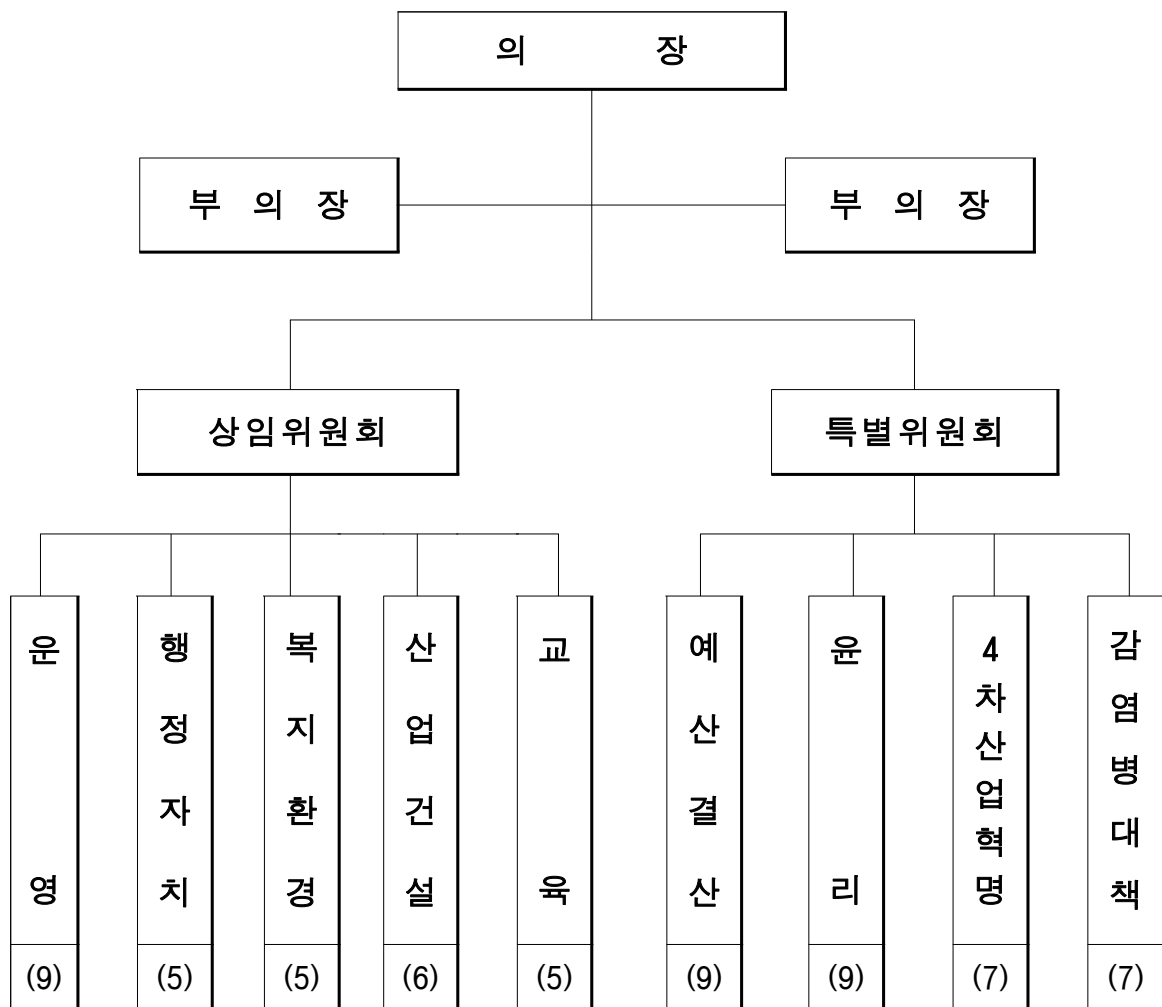 의 장
부 의 장
부 의 장
상임위원회
특별위원회
운영
행정자치
복지환경
산업건설
교육
예산결산
윤리
4차산업혁명
감염병대책
(9)
(5)
(5)
(6)
(5)
(9)
(9)
(7)
(7)